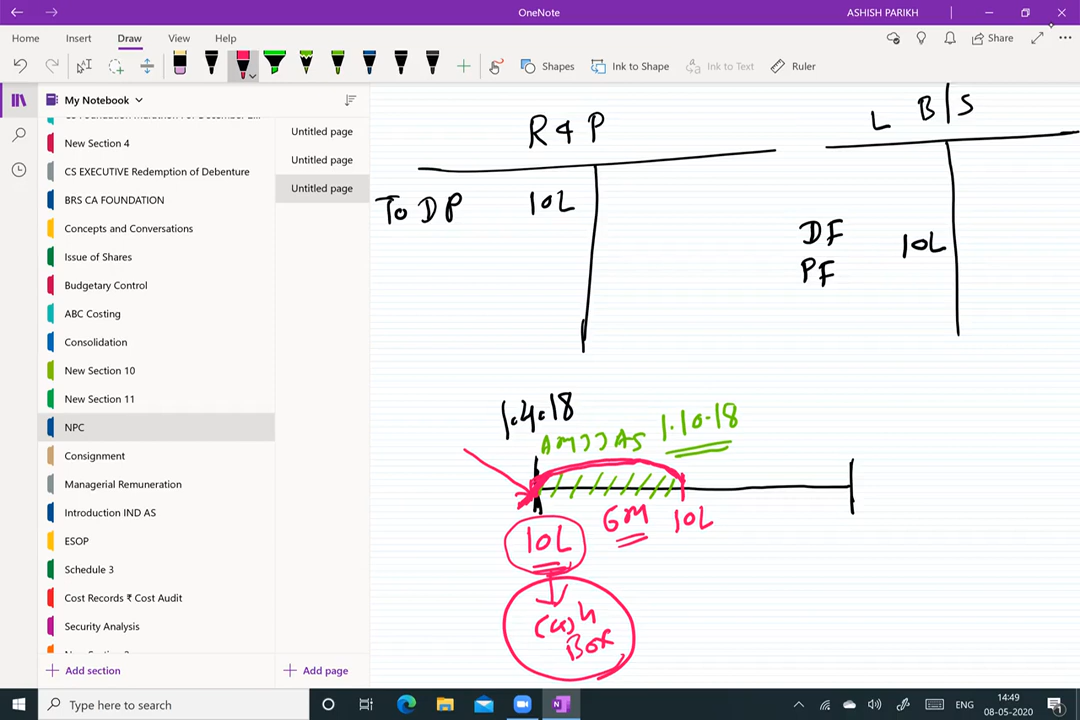 OneNote
ASHISH PARIKH
Home
Insert
Draw
View
Help
Share
Shapes
Ink to Shape
Ink to Text
Ruler
My Notebook
New Section 4
CS EXECUTIVE Redemption of Debenture
BRS CA FOUNDATION
Concepts and Conversations
Issue of Shares
Budgetary Control
ABC Costing
Consolidation
New Section 10
New Section 11
NPC
Consignment
Managerial Remuneration
Introduction IND AS
ESOP
Schedule 3
Cost Records ₹ Cost Audit
Security Analysis
Add section
Untitled page
Untitled page
Untitled page
Add page
R & P
To DP 10L
L B/S
DF 10L
PF
1.4.18
AMJJAS 1.10.18
6M 10L
10L
Cash
Box
Type here to search
ENG
14:49
08-05-2020
1